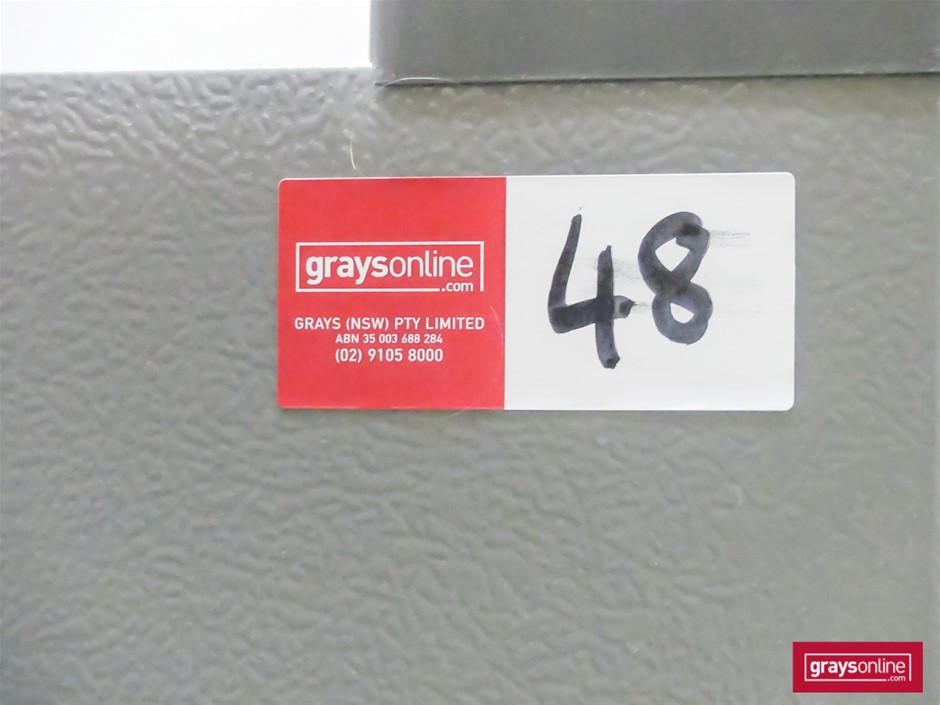 graysonline
.com
GRAYS (NSW) PTY LIMITED
ABN 35 003 688 284
(02) 9105 8000
48
graysonline
.com